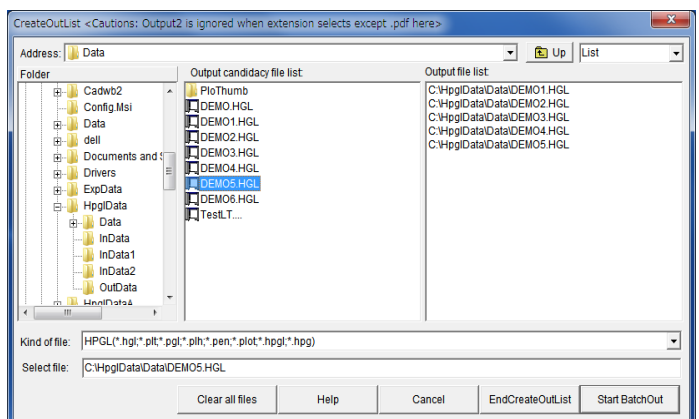 CreateOutList <Cautions: Output2 is ignored when extension selects except .pdf here>
Address: Data Up List
Folder
Cadwb2
Config.Msi
Data
dell
Documents and S
Drivers
ExpData
HpglData
Data
InData
InData1
InData2
OutData
HpglDataA
Output candidacy file list:
PloThumb
DEMO.HGL
DEMO1.HGL
DEMO2.HGL
DEMO3.HGL
DEMO4.HGL
DEMO5.HGL
DEMO6.HGL
TestLT....
Output file list:
C:\HpglData\Data\DEMO1.HGL
C:\HpglData\Data\DEMO2.HGL
C:\HpglData\Data\DEMO3.HGL
C:\HpglData\Data\DEMO4.HGL
C:\HpglData\Data\DEMO5.HGL
Kind of file: HPGL(*.hgl;*.plt;*.pgl;*.plh;*.pen;*.plot;*.hpgl;*.hpg)
Select file: C:\HpglData\Data\DEMO5.HGL
Clear all files Help Cancel EndCreateOutList Start BatchOut